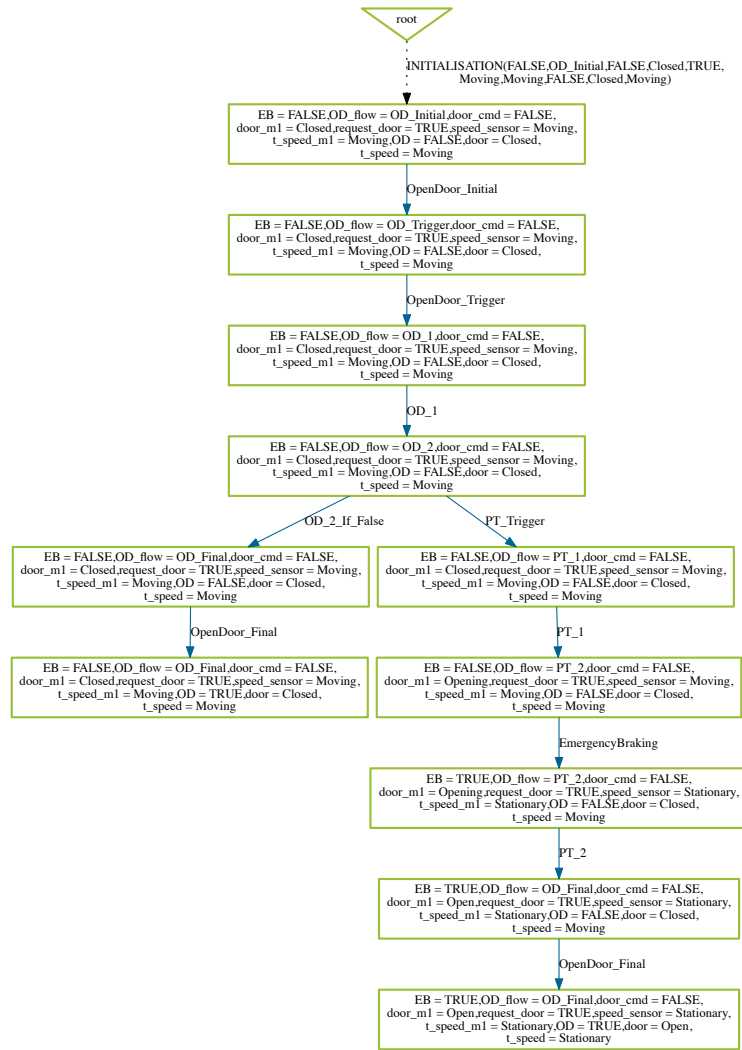 root
INITIALISATION(FALSE,OD_Initial,FALSE,Closed,TRUE,
Moving,Moving,FALSE,Closed,Moving)
EB = FALSE,OD_flow = OD_Initial,door_cmd = FALSE,
door_m1 = Closed,request_door = TRUE,speed_sensor = Moving,
t_speed_m1 = Moving,OD = FALSE,door = Closed,
t_speed = Moving
OpenDoor_Initial
EB = FALSE,OD_flow = OD_Trigger,door_cmd = FALSE,
door_m1 = Closed,request_door = TRUE,speed_sensor = Moving,
t_speed_m1 = Moving,OD = FALSE,door = Closed,
t_speed = Moving
OpenDoor_Trigger
EB = FALSE,OD_flow = OD_1,door_cmd = FALSE,
door_m1 = Closed,request_door = TRUE,speed_sensor = Moving,
t_speed_m1 = Moving,OD = FALSE,door = Closed,
t_speed = Moving
OD_1
EB = FALSE,OD_flow = OD_2,door_cmd = FALSE,
door_m1 = Closed,request_door = TRUE,speed_sensor = Moving,
t_speed_m1 = Moving,OD = FALSE,door = Closed,
t_speed = Moving
OD_2_If_False
PT_Trigger
EB = FALSE,OD_flow = OD_Final,door_cmd = FALSE,
door_m1 = Closed,request_door = TRUE,speed_sensor = Moving,
t_speed_m1 = Moving,OD = FALSE,door = Closed,
t_speed = Moving
EB = FALSE,OD_flow = PT_1,door_cmd = FALSE,
door_m1 = Closed,request_door = TRUE,speed_sensor = Moving,
t_speed_m1 = Moving,OD = FALSE,door = Closed,
t_speed = Moving
OpenDoor_Final
PT_1
EB = FALSE,OD_flow = OD_Final,door_cmd = FALSE,
door_m1 = Closed,request_door = TRUE,speed_sensor = Moving,
t_speed_m1 = Moving,OD = TRUE,door = Closed,
t_speed = Moving
EB = FALSE,OD_flow = PT_2,door_cmd = FALSE,
door_m1 = Opening,request_door = TRUE,speed_sensor = Moving,
t_speed_m1 = Moving,OD = FALSE,door = Closed,
t_speed = Moving
EmergencyBraking
EB = TRUE,OD_flow = PT_2,door_cmd = FALSE,
door_m1 = Opening,request_door = TRUE,speed_sensor = Stationary,
t_speed_m1 = Stationary,OD = FALSE,door = Closed,
t_speed = Moving
PT_2
EB = TRUE,OD_flow = OD_Final,door_cmd = FALSE,
door_m1 = Open,request_door = TRUE,speed_sensor = Stationary,
t_speed_m1 = Stationary,OD = FALSE,door = Closed,
t_speed = Moving
OpenDoor_Final
EB = TRUE,OD_flow = OD_Final,door_cmd = FALSE,
door_m1 = Open,request_door = TRUE,speed_sensor = Stationary,
t_speed_m1 = Stationary,OD = TRUE,door = Open,
t_speed = Stationary